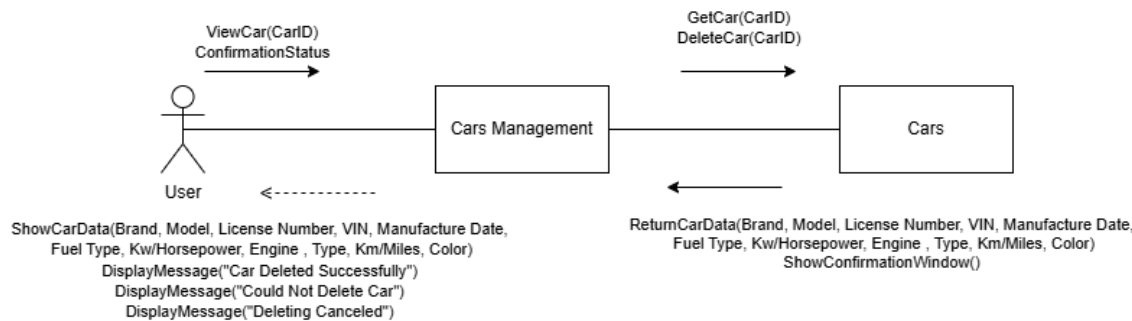 ViewCar(CarID)
ConfirmationStatus
GetCar(CarID)
DeleteCar(CarID)
Cars Management
Cars
User
ShowCarData(Brand, Model, License Number, VIN, Manufacture Date,
Fuel Type, Kw/Horsepower, Engine , Type, Km/Miles, Color)
DisplayMessage("Car Deleted Successfully")
DisplayMessage("Could Not Delete Car")
DisplayMessage("Deleting Canceled")
ReturnCarData(Brand, Model, License Number, VIN, Manufacture Date,
Fuel Type, Kw/Horsepower, Engine , Type, Km/Miles, Color)
ShowConfirmationWindow()